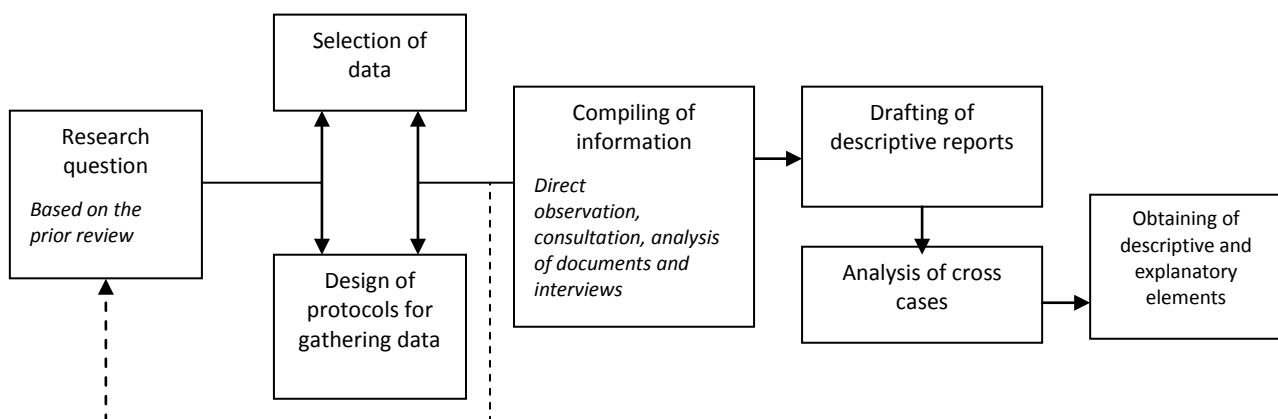 Research
question
Based on the
prior review
Selection of
data
Design of
protocols for
gathering data
Compiling of
information
Direct
observation,
consultation, analysis
of documents and
interviews
Drafting of
descriptive reports
Analysis of cross
cases
Obtaining of
descriptive and
explanatory
elements